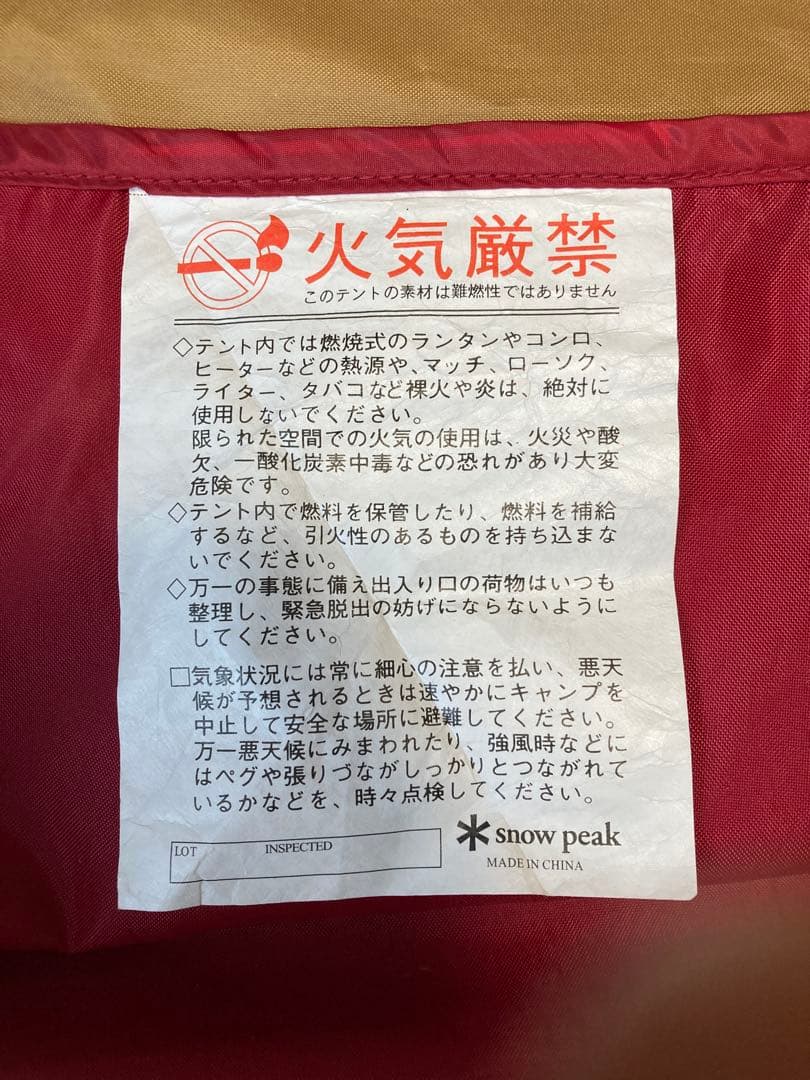 火気厳禁
このテントの素材は難燃性ではありません
◇テント内では燃焼式のランタンやコンロ、
ヒーターなどの熱源や、マッチ、ローソク、
ライター、タバコなど裸火や炎は、絶対に
使用しないでください。
限られた空間での火気の使用は、火災や酸
欠、一酸化炭素中毒などの恐れがあり大変
危険です。
◇テント内で燃料を保管したり、燃料を補給
するなど、引火性のあるものを持ち込まな
いでください。
◇万一の事態に備え出入り口の荷物はいつも
整理し、緊急脱出の妨げにならないように
してください。
□気象状況には常に細心の注意を払い、悪天
候が予想されるときは速やかにキャンプを
中止して安全な場所に避難してください。
万一悪天候にみまわれたり、強風時などに
はペグや張りづながしっかりとつながれて
いるかなどを、時々点検してください。
LOT INSPECTED
snow peak
MADE IN CHINA